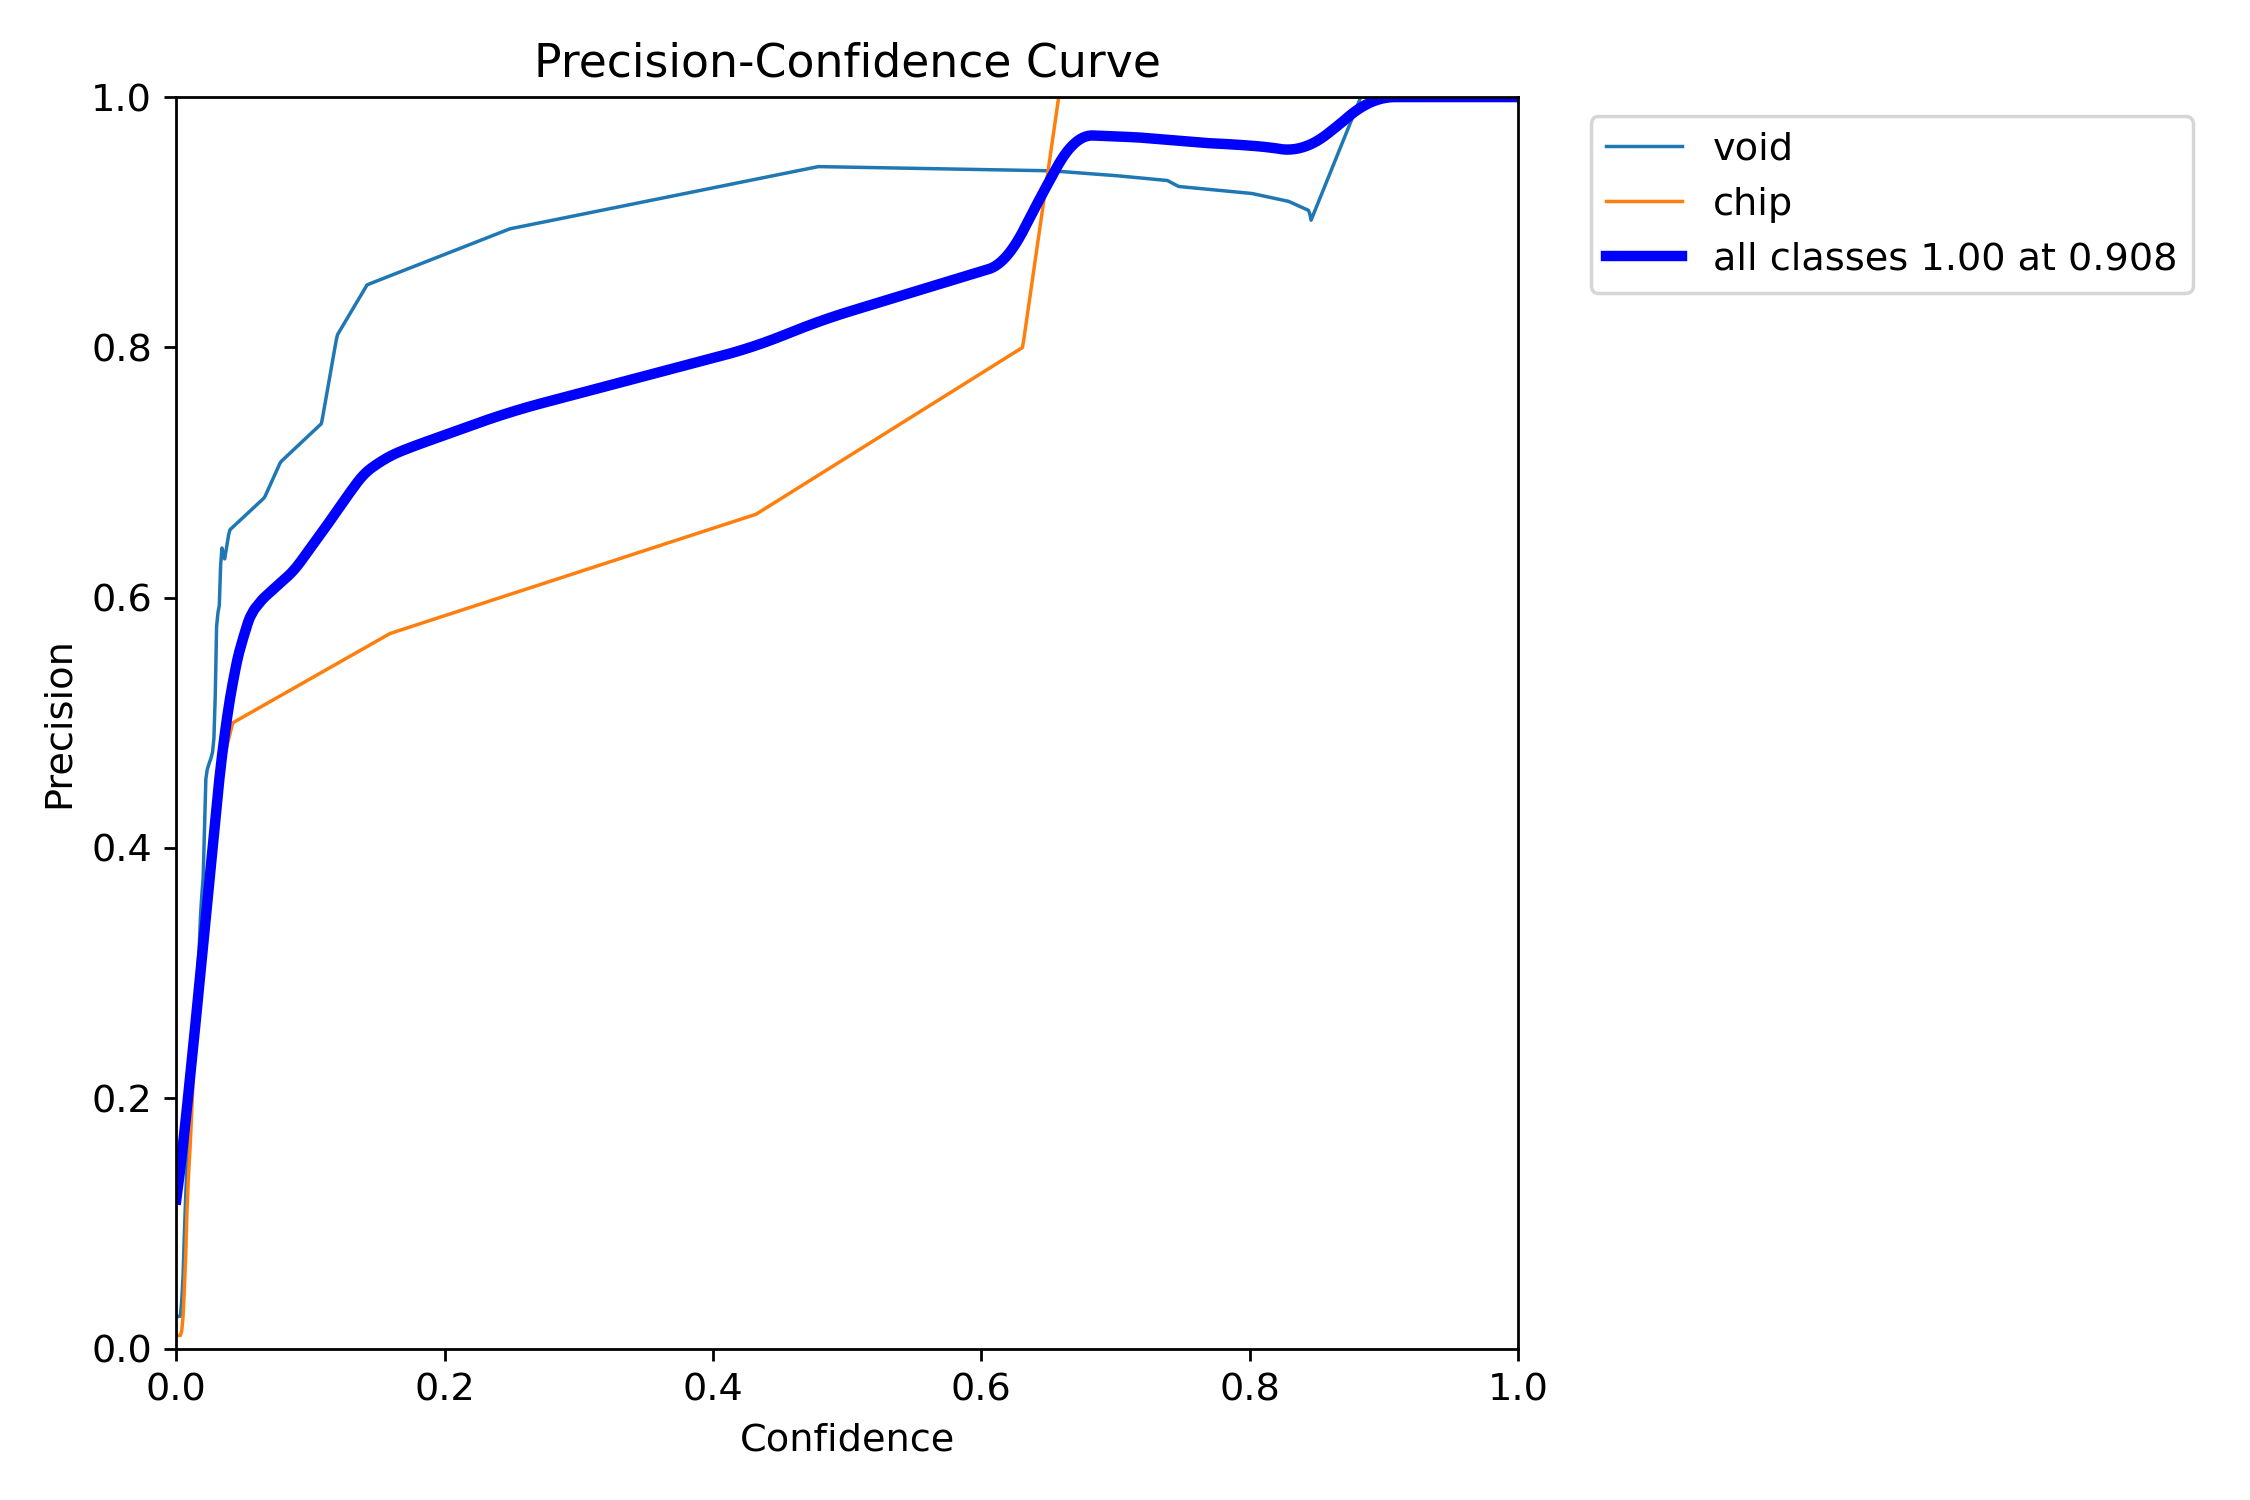 Precision-Confidence Curve
1.0
0.8
0.6
0.4
0.2
0.0
Precision
0.0 0.2 0.4 0.6 0.8 1.0
Confidence
void
chip
all classes 1.00 at 0.908